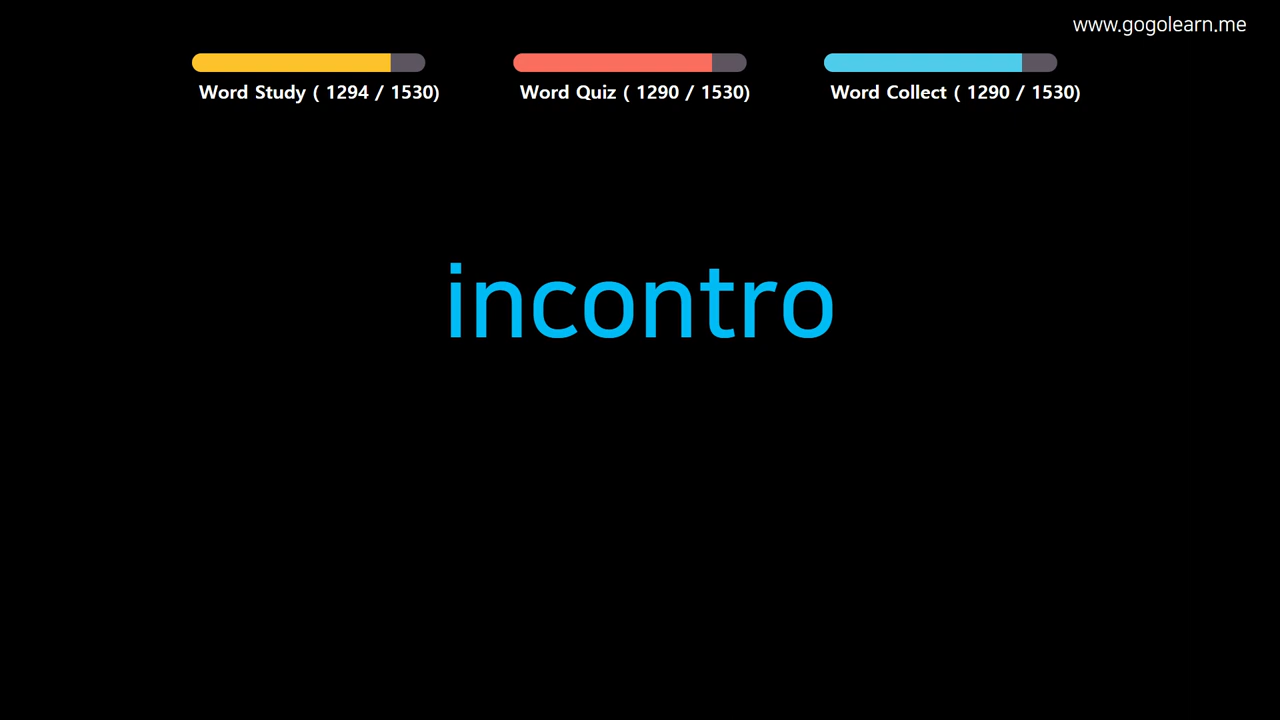 www.gogolearn.me
Word Study ( 1294 / 1530)
Word Quiz ( 1290 / 1530)
Word Collect ( 1290 / 1530)
incontro